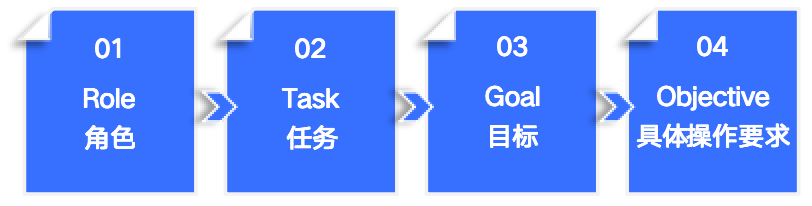 01
Role
角色
02
Task
任务
03
Goal
目标
04
Objective
具体操作要求